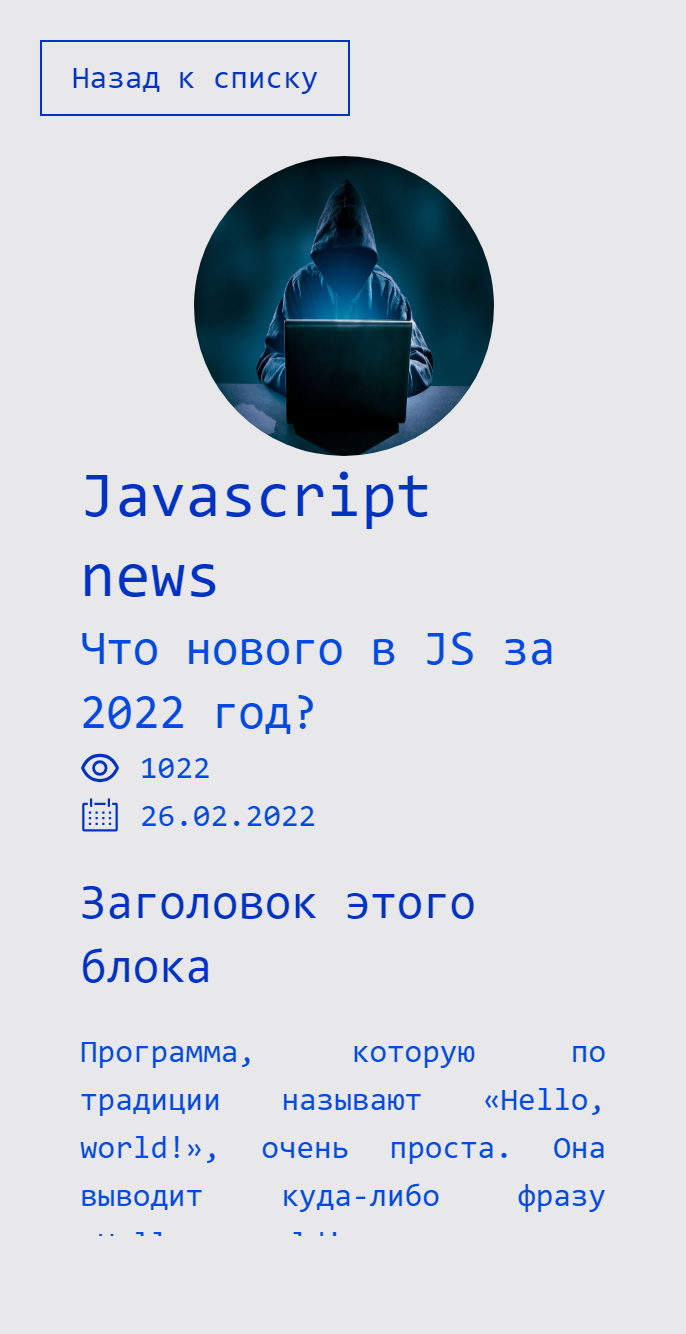 Назад к списку
Javascript
news
Что нового в JS за
2022 год?
1022
26.02.2022
Заголовок этого
блока
Программа, которую по
традиции называют «Hello,
world!», очень проста. Она
выводит куда-либо фразу